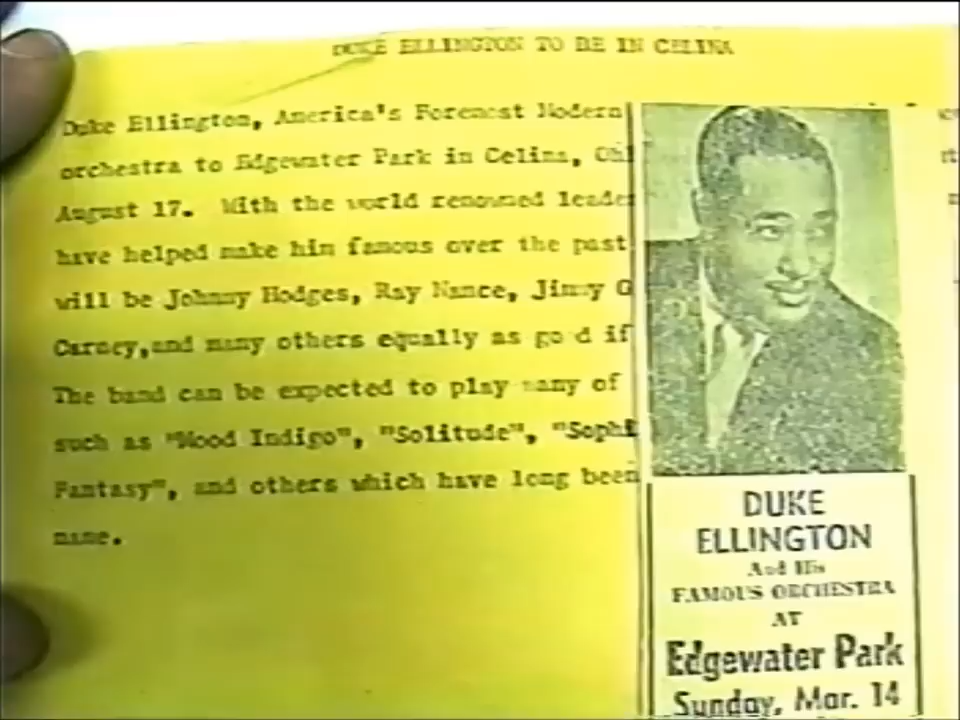 DUKE ELLINGTON TO BE IN CELINA
Duke Ellington, America's Foremost Modern
orchestra to Edgewater Park in Celina, Ohi
August 17. With the world renowned leader
have helped make him famous over the past
will be Johnny Hodges, Ray Nance, Jimmy G
Carney,and many others equally as go d if
The band can be expected to play many of
such as "Mood Indigo", "Solitude", "Sophi
Fantasy", and others which have long been
name.
DUKE
ELLINGTON
And His
FAMOUS ORCHESTRA
AT
Edgewater Park
Sunday, Mar. 14